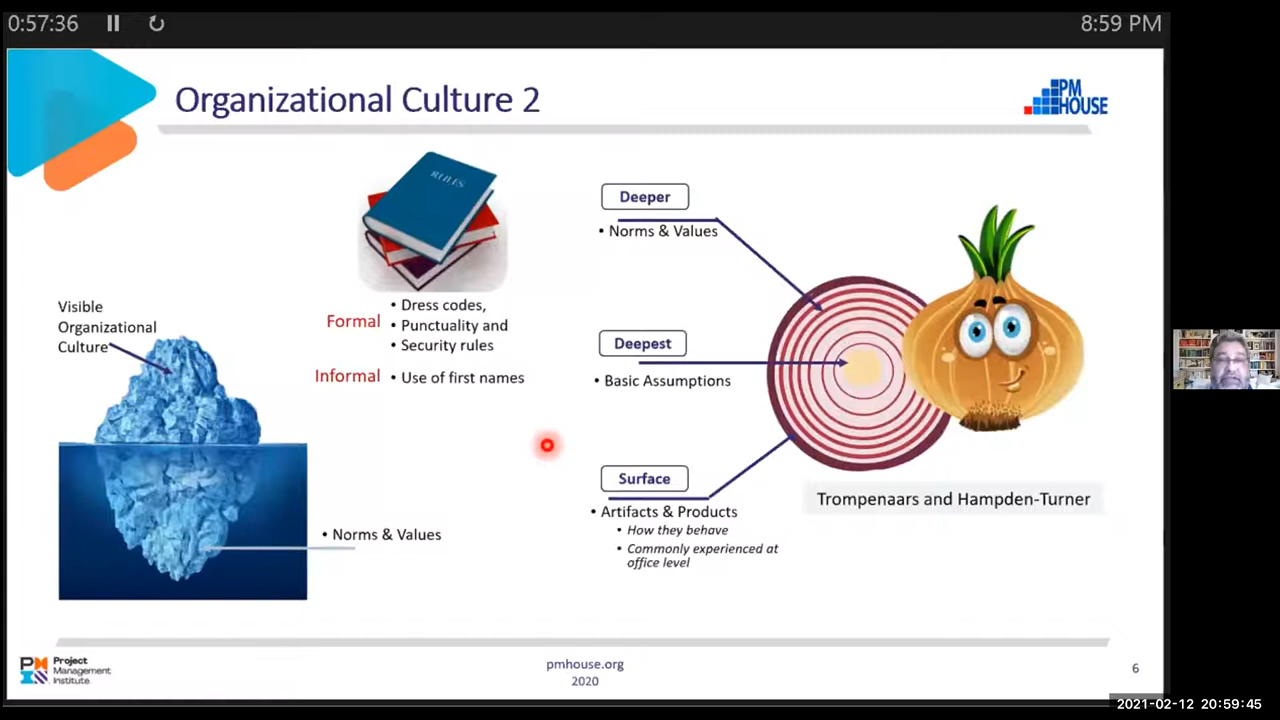 0:57:36
8:59 PM
Organizational Culture 2
PM
HOUSE
RULES
Deeper
• Norms & Values
Visible
Organizational
Culture
Formal
• Dress codes,
• Punctuality and
• Security rules
Informal
• Use of first names
Deepest
• Basic Assumptions
Surface
• Artifacts & Products
• How they behave
• Commonly experienced at
office level
Trompenaars and Hampden-Turner
• Norms & Values
Project
Management
Institute.
pmhouse.org
2020
6
2021-02-12 20:59:45